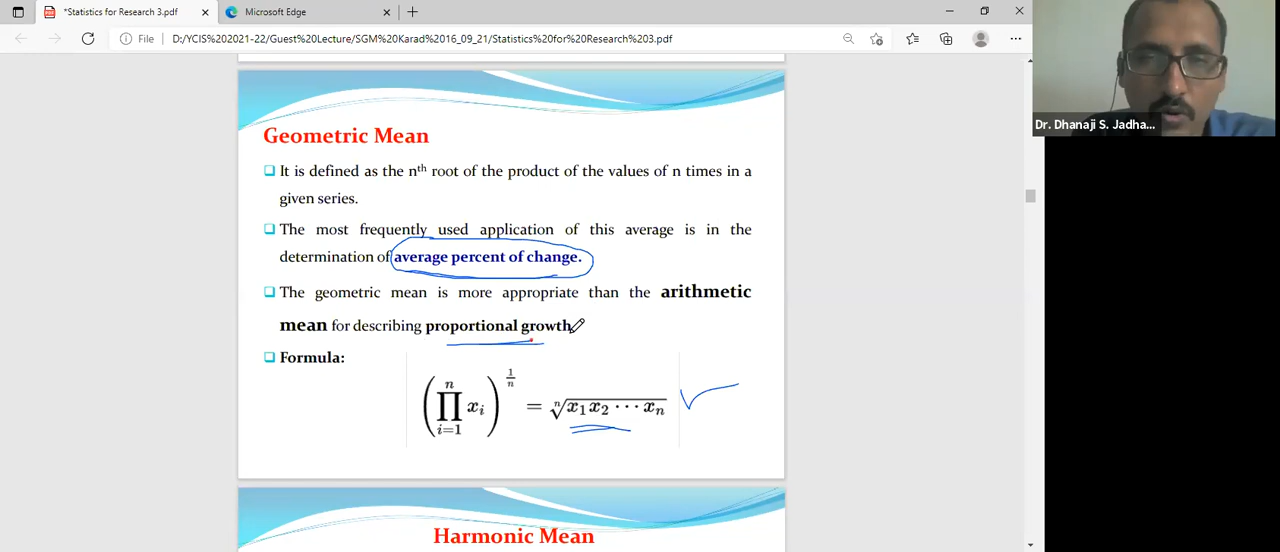 *Statistics for Research 3.pdf
Microsoft Edge
File
D:/YCIS%202021-22/Guest%20Lecture/SGM%20Karad%2016_09_21/Statistics%20for%20Research%203.pdf
Dr. Dhanaji S. Jadha...
Geometric Mean
It is defined as the nth root of the product of the values of n times in a
given series.
The most frequently used application of this average is in the
determination of average percent of change.
The geometric mean is more appropriate than the arithmetic
mean for describing proportional growth
Formula:
(∏ⁿᵢ₌₁ xᵢ)^(1/n) = ⁿ√x₁x₂⋯xₙ
Harmonic Mean